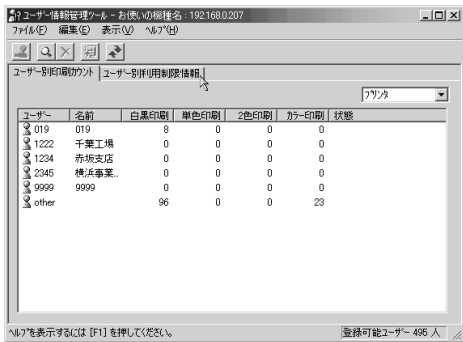 ユーザー情報管理ツール - お使いの機種名 : 192.168.0.207
ファイル(F) 編集(E) 表示(V) ヘルプ(H)
ユーザー別印刷カウント ユーザー別利用制限情報
プリンタ
ユーザー 名前 白黒印刷 単色印刷 2色印刷 カラー印刷 状態
019 019 8 0 0 0
1222 千葉工場 0 0 0 0
1234 赤坂支店 0 0 0 0
2345 横浜事業... 0 0 0 0
9999 9999 0 0 0 0
other 96 0 0 23
ヘルプを表示するには [F1] を押してください。 登録可能ユーザー 495 人